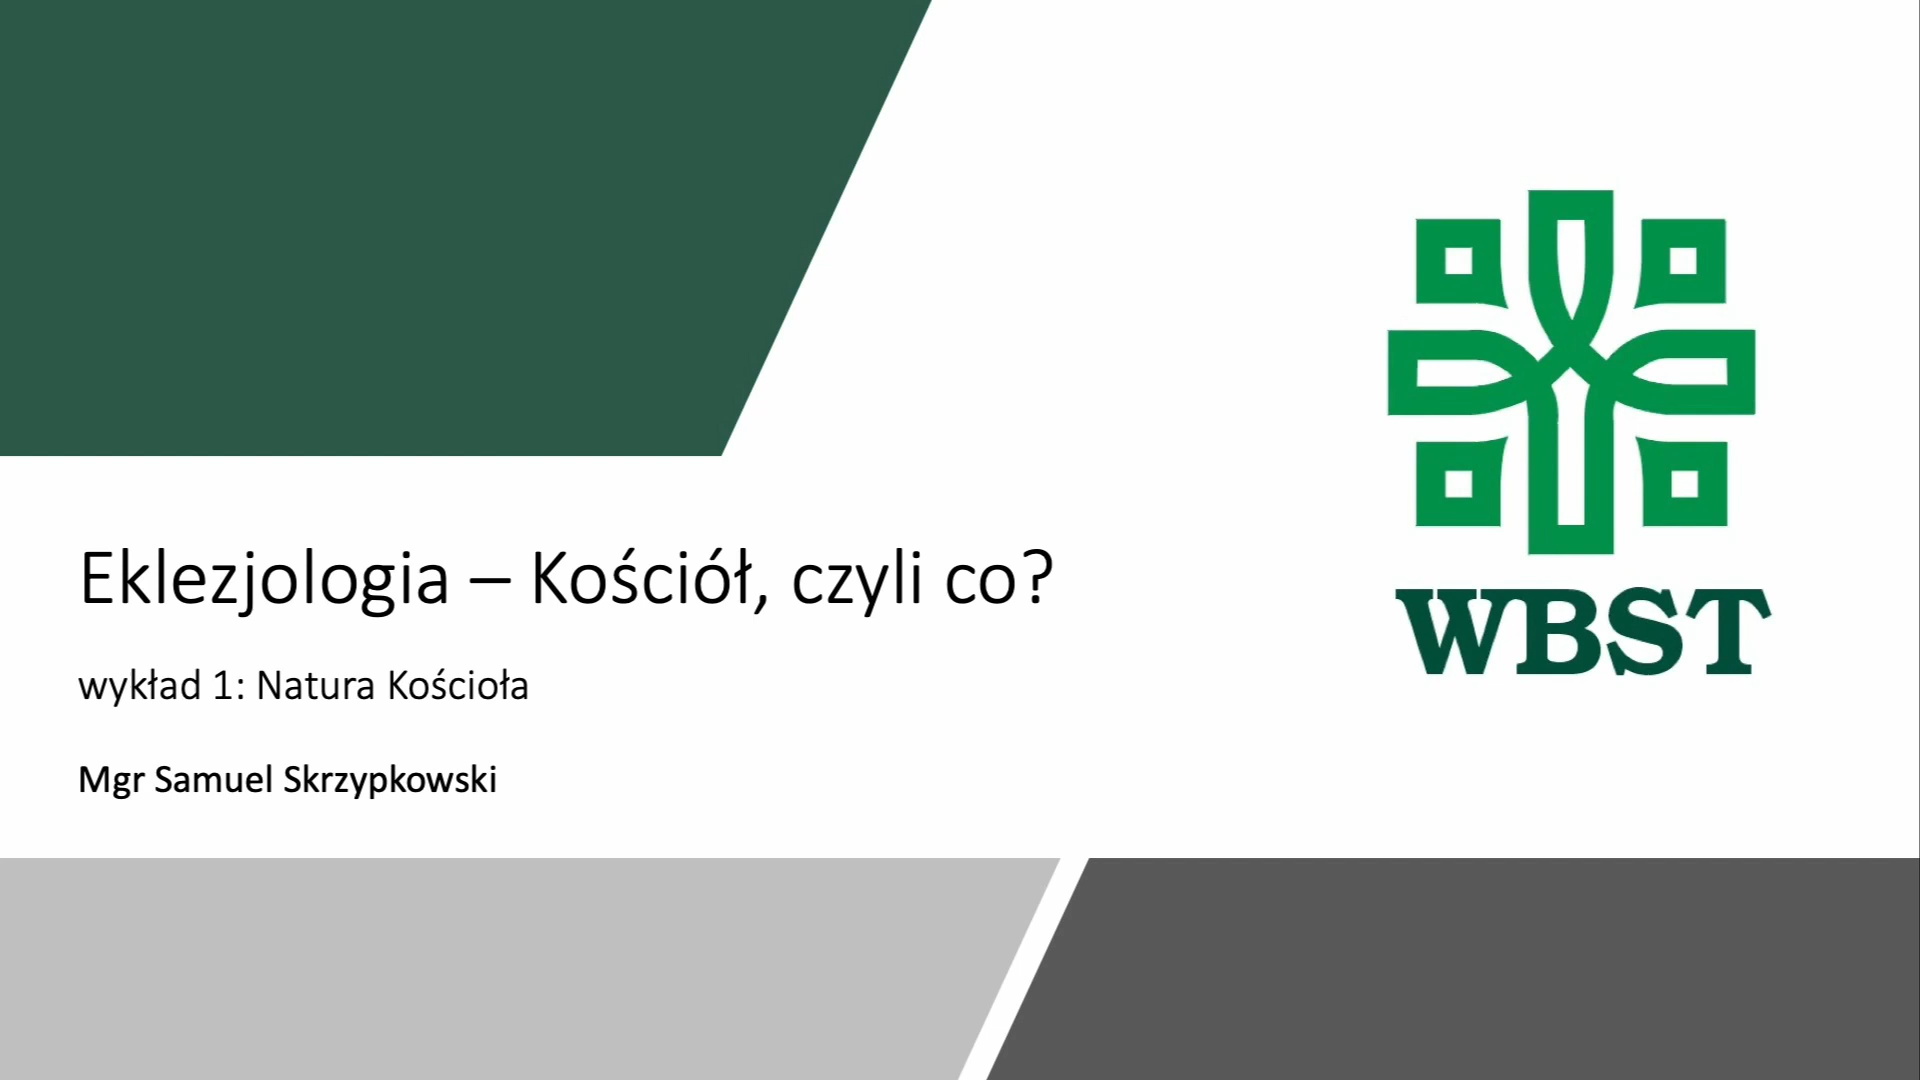 Eklezjologia – Kościół, czyli co?
wykład 1: Natura Kościoła
Mgr Samuel Skrzypkowski
WBST